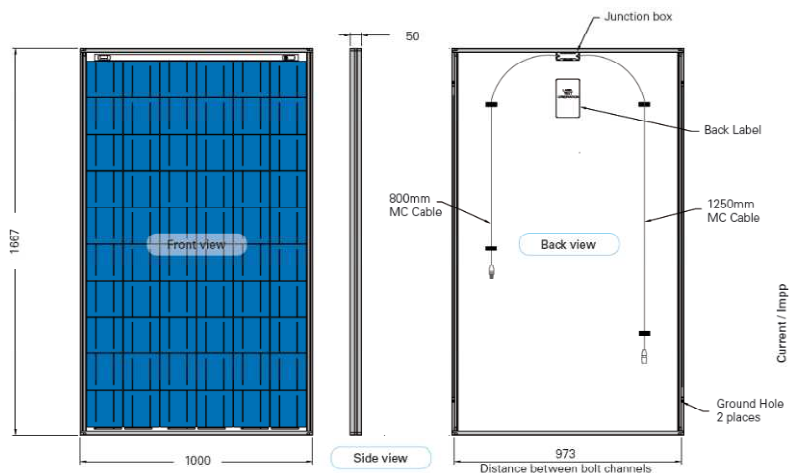 Junction box
50
Back Label
800mm
MC Cable
1250mm
MC Cable
1667
Front view
Back view
Current / Impp
Ground Hole
2 places
1000
Side view
973
Distance between bolt channels